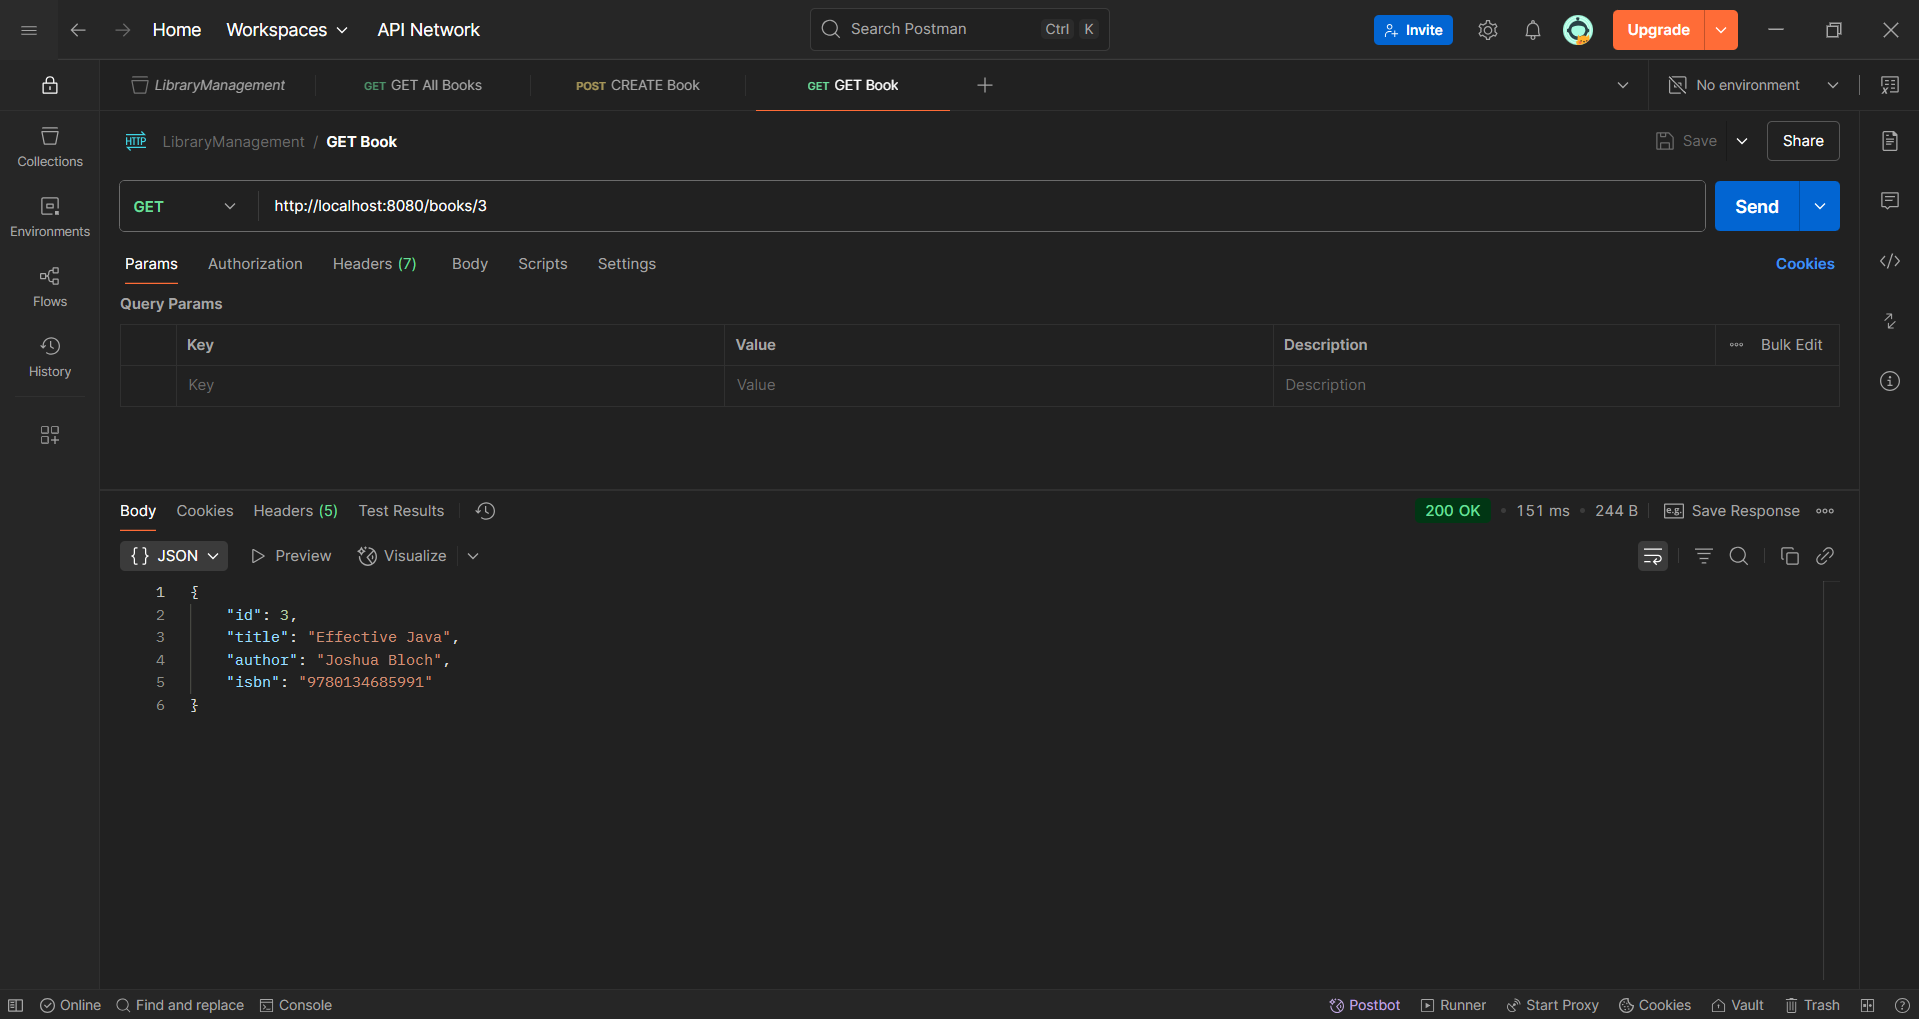 Home Workspaces API Network Search Postman Ctrl K Invite Upgrade
LibraryManagement GET GET All Books POST CREATE Book GET GET Book No environment
Collections
Environments
Flows
History
HTTP LibraryManagement / GET Book Save Share
GET http://localhost:8080/books/3 Send
Params Authorization Headers (7) Body Scripts Settings Cookies
Query Params
Key Value Description Bulk Edit
Key Value Description
Body Cookies Headers (5) Test Results 200 OK • 151 ms • 244 B e.g. Save Response
{} JSON Preview Visualize
1 {
2 "id": 3,
3 "title": "Effective Java",
4 "author": "Joshua Bloch",
5 "isbn": "9780134685991"
6 }
Online Find and replace Console Postbot Runner Start Proxy Cookies Vault Trash